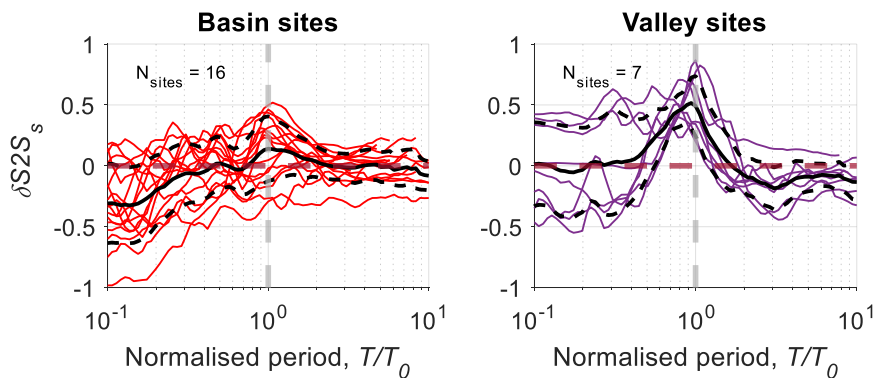 Basin sites
N_sites = 16
δS2S_s
1
0.5
0
-0.5
-1
10^-1
10^0
10^1
Normalised period, T/T_0
Valley sites
N_sites = 7
1
0.5
0
-0.5
-1
10^-1
10^0
10^1
Normalised period, T/T_0